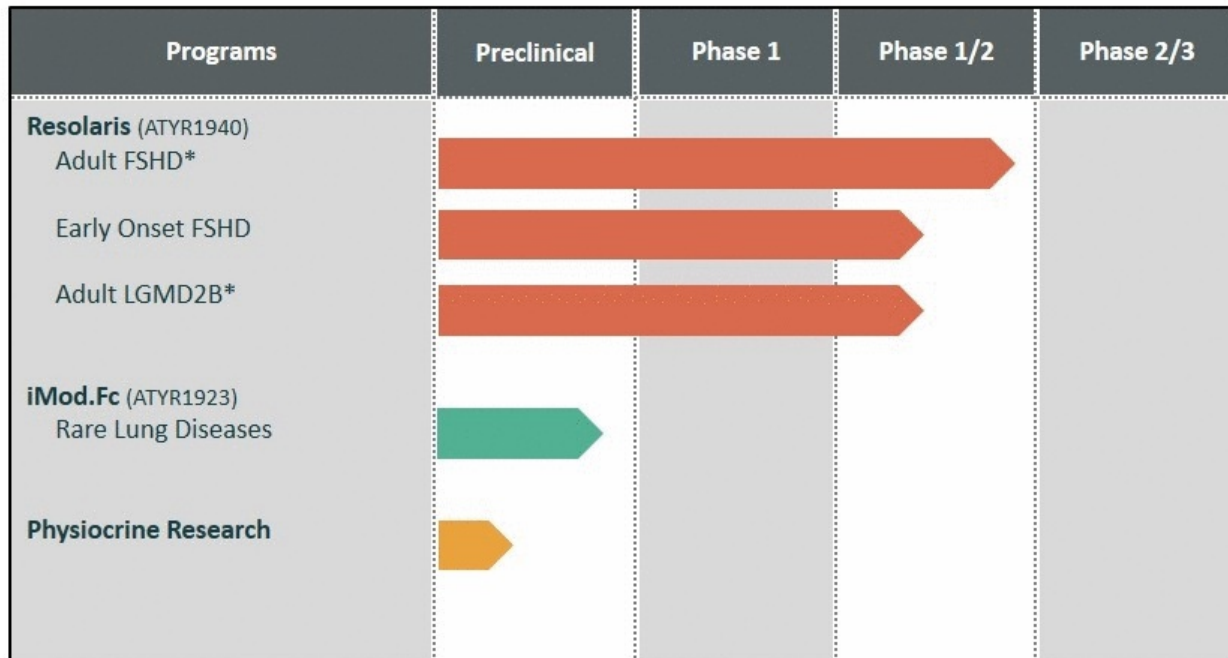 Programs Preclinical Phase 1 Phase 1/2 Phase 2/3
Resolaris (ATYR1940)
Adult FSHD*
Early Onset FSHD
Adult LGMD2B*
iMod.Fc (ATYR1923)
Rare Lung Diseases
Physiocrine Research